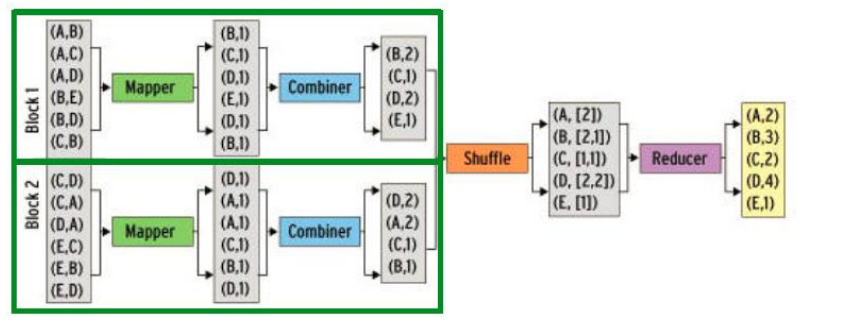 Block 1
(A,B)
(A,C)
(A,D)
(B,E)
(B,D)
(C,B)
Mapper
(B,1)
(C,1)
(D,1)
(E,1)
(D,1)
(B,1)
Combiner
(B,2)
(C,1)
(D,2)
(E,1)
Block 2
(C,D)
(C,A)
(D,A)
(E,C)
(E,B)
(E,D)
Mapper
(D,1)
(A,1)
(A,1)
(C,1)
(B,1)
(D,1)
Combiner
(D,2)
(A,2)
(C,1)
(B,1)
Shuffle
(A, [2])
(B, [2,1])
(C, [1,1])
(D, [2,2])
(E, [1])
Reducer
(A,2)
(B,3)
(C,2)
(D,4)
(E,1)